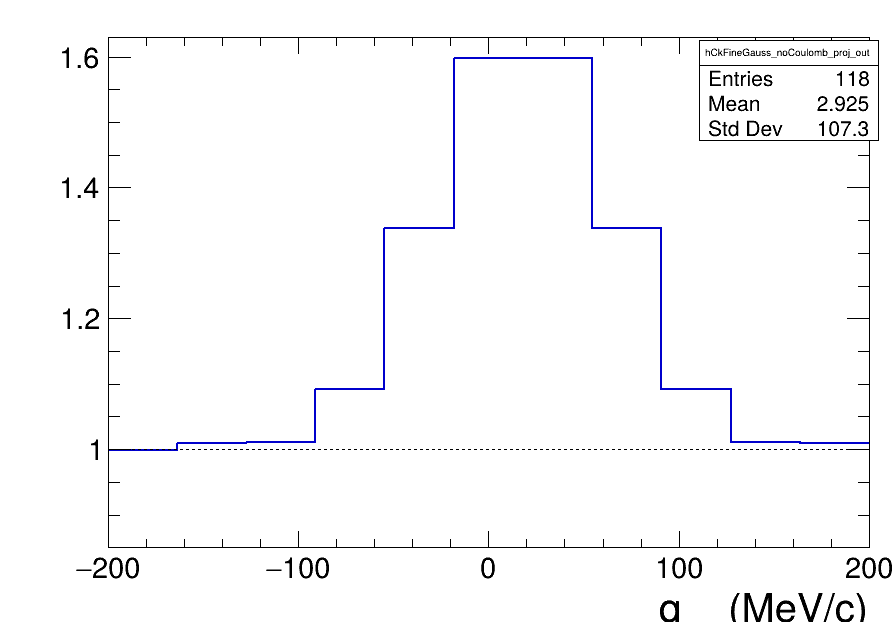 hCkFineGauss_noCoulomb_proj_out
Entries 118
Mean 2.925
Std Dev 107.3
1.6
1.4
1.2
1
−200 −100 0 100 200
q (MeV/c)